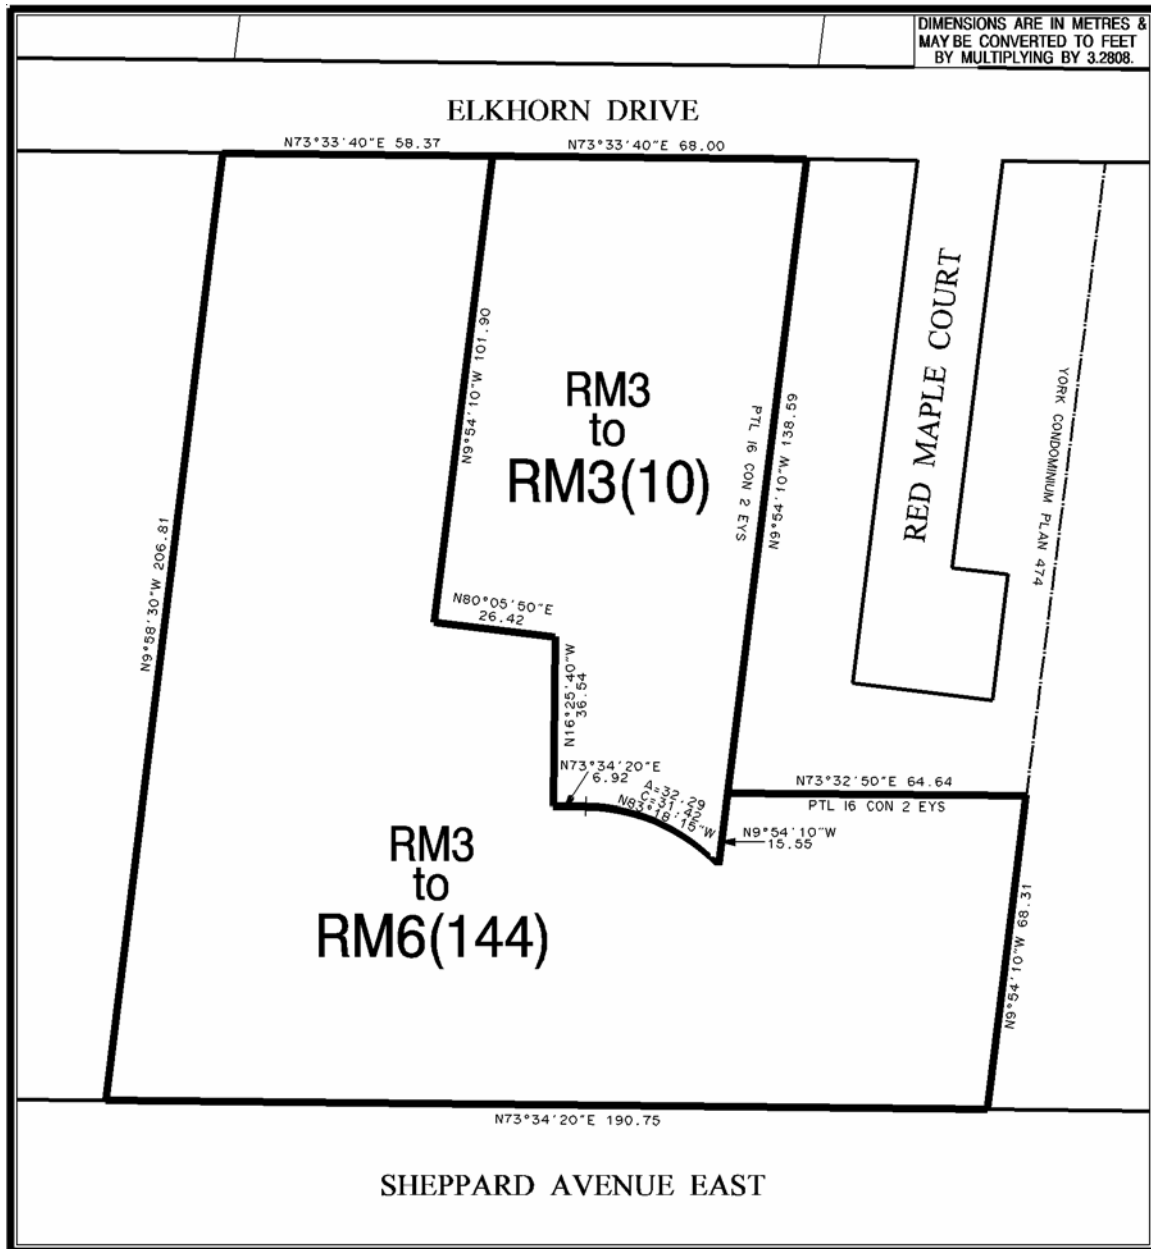 DIMENSIONS ARE IN METRES &
MAY BE CONVERTED TO FEET
BY MULTIPLYING BY 3.2808.
ELKHORN DRIVE
N73°33'40"E 58.37
N73°33'40"E 68.00
RED MAPLE COURT
YORK CONDOMINIUM PLAN 474
N9°54'10"W 101.90
RM3
to
RM3(10)
PTL 16 CON 2 EYS
N9°54'10"W 138.59
N9°58'30"W 206.81
N80°05'50"E
26.42
N16°25'40"W
36.54
N73°34'20"E
6.92
A=32.29
C=31.42
N83°18'15"W
N73°32'50"E 64.64
PTL 16 CON 2 EYS
N9°54'10"W
15.55
RM3
to
RM6(144)
N9°54'10"W 68.31
N73°34'20"E 190.75
SHEPPARD AVENUE EAST